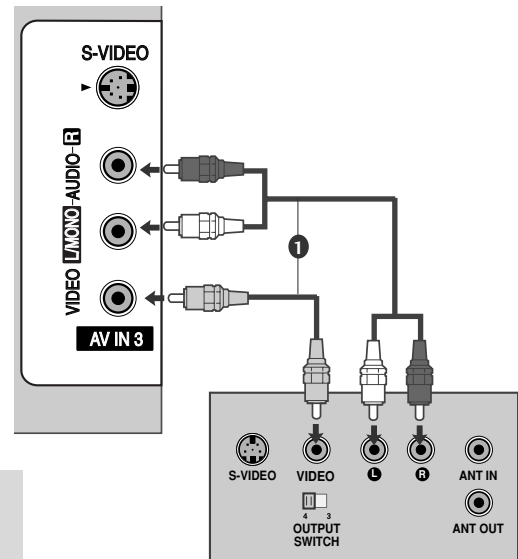 S-VIDEO
VIDEO L/MONO-AUDIO-R
AV IN 3
1
S-VIDEO
VIDEO
L
R
ANT IN
4 3
OUTPUT
SWITCH
ANT OUT